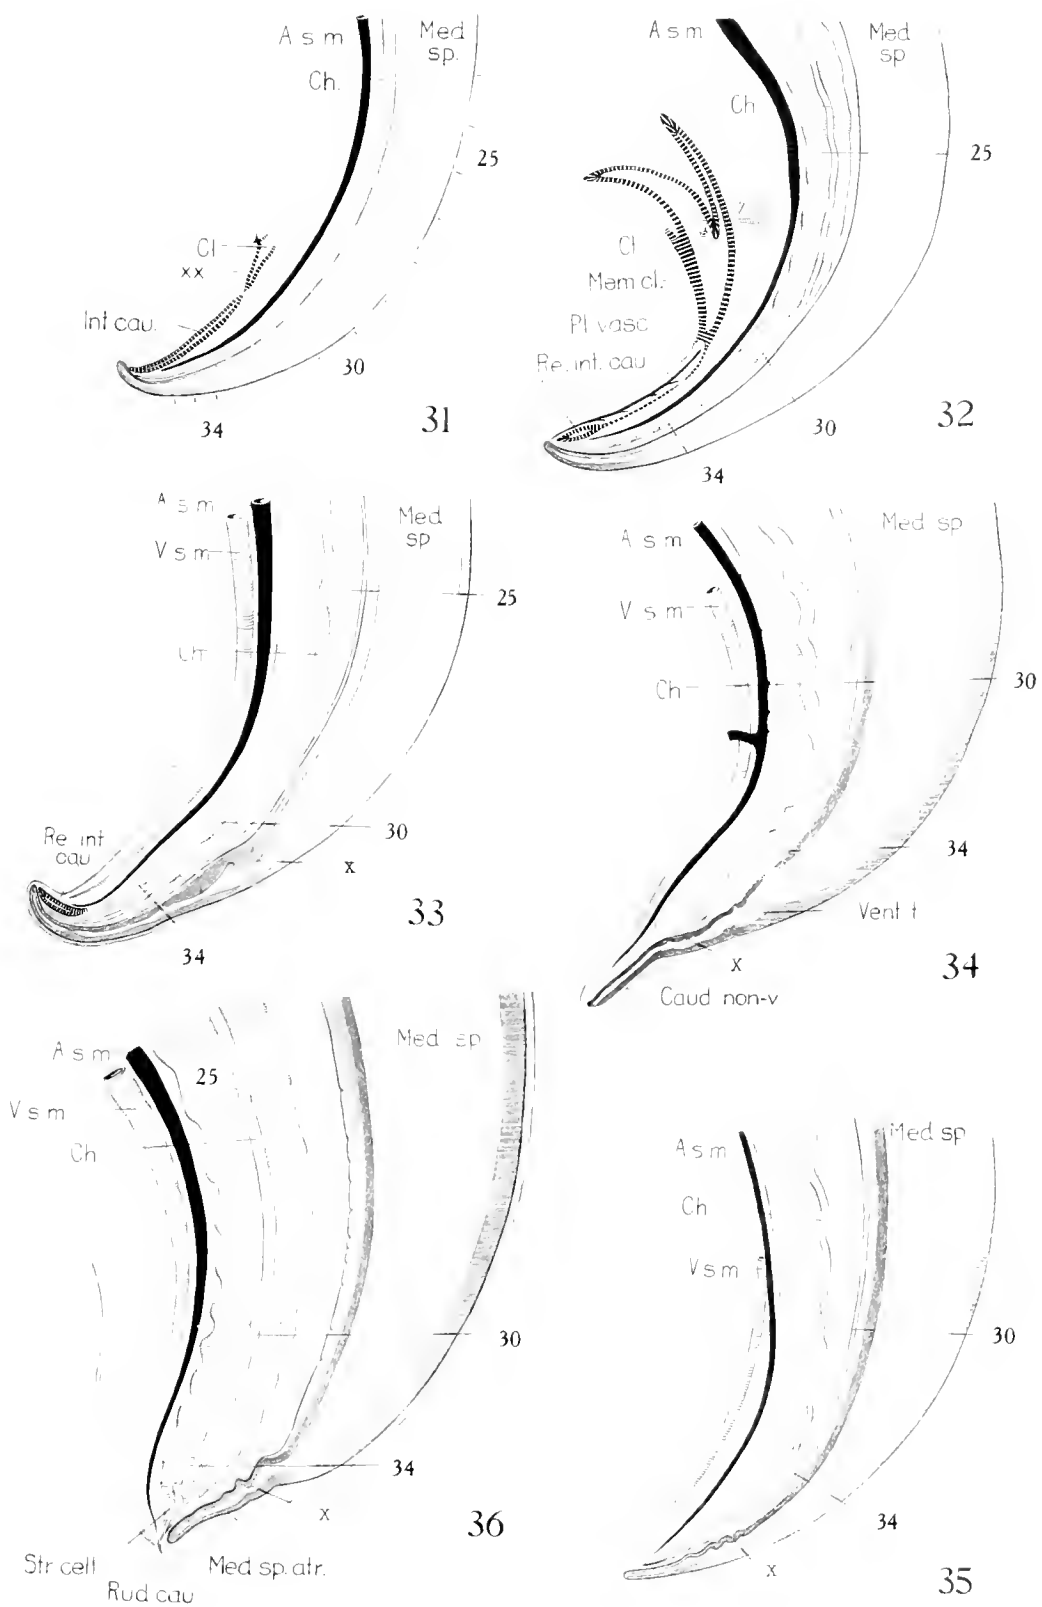 A s m
Med
sp.
Ch.
25
Cl
xx
Int cau.
30
34
31
A s m
Med
sp
Ch
25
Cl
Mem cl.
Pl vasc
Re. int. cau
30
34
32
A s m
Med
sp
V s m
25
Ch
30
Re int
cau
x
34
33
A s m
Med sp
V s m
Ch
30
34
Vent f
x
Caud non-v
34
A s m
Med sp
25
V s m
Ch
30
34
x
36
Str cell
Med sp. atr.
Rud cau
A s m
Med sp
Ch
V s m
30
34
x
35